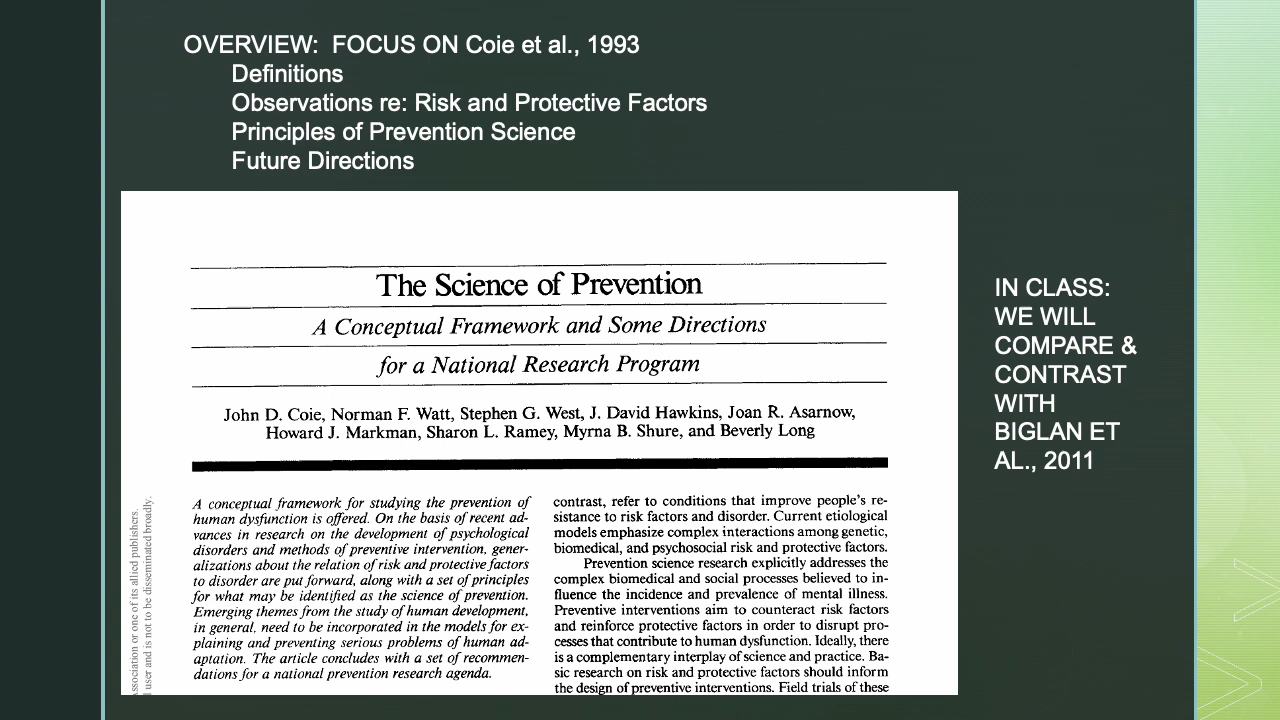 OVERVIEW: FOCUS ON Coie et al., 1993
Definitions
Observations re: Risk and Protective Factors
Principles of Prevention Science
Future Directions
The Science of Prevention
A Conceptual Framework and Some Directions
for a National Research Program
John D. Coie, Norman F. Watt, Stephen G. West, J. David Hawkins, Joan R. Asarnow,
Howard J. Markman, Sharon L. Ramey, Myrna B. Shure, and Beverly Long
A conceptual framework for studying the prevention of
human dysfunction is offered. On the basis of recent ad-
vances in research on the development of psychological
disorders and methods of preventive intervention, gener-
alizations about the relation of risk and protective factors
to disorder are put forward, along with a set of principles
for what may be identified as the science of prevention.
Emerging themes from the study of human development,
in general, need to be incorporated in the models for ex-
plaining and preventing serious problems of human ad-
aptation. The article concludes with a set of recommen-
dations for a national prevention research agenda.
contrast, refer to conditions that improve people's re-
sistance to risk factors and disorder. Current etiological
models emphasize complex interactions among genetic,
biomedical, and psychosocial risk and protective factors.
Prevention science research explicitly addresses the
complex biomedical and social processes believed to in-
fluence the incidence and prevalence of mental illness.
Preventive interventions aim to counteract risk factors
and reinforce protective factors in order to disrupt pro-
cesses that contribute to human dysfunction. Ideally, there
is a complementary interplay of science and practice. Ba-
sic research on risk and protective factors should inform
the design of preventive interventions. Field trials of these
ssociation or one of its allied publishers.
l user and is not to be disseminated broadly.
IN CLASS:
WE WILL
COMPARE &
CONTRAST
WITH
BIGLAN ET
AL., 2011